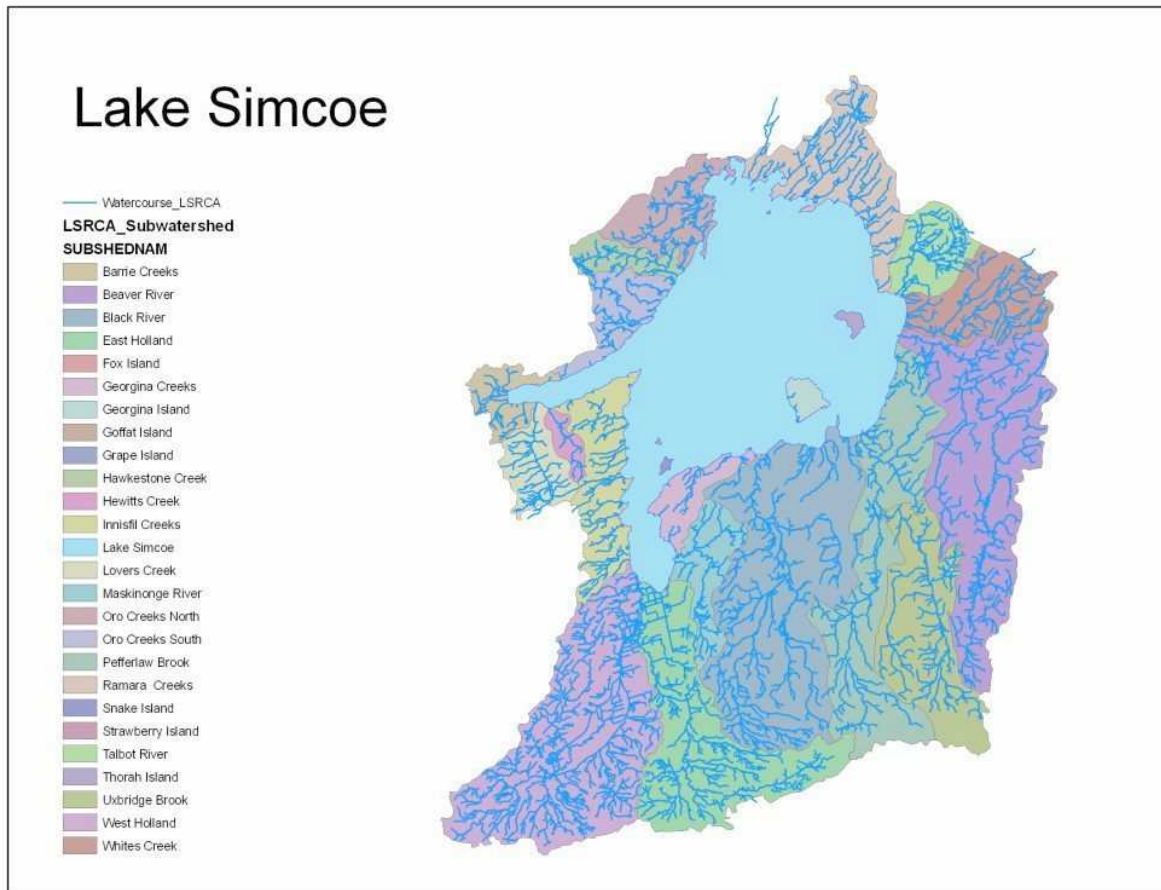 Lake Simcoe
Watercourse_LSRCA
LSRCA_Subwatershed
SUBSHEDNAM
Barrie Creeks
Beaver River
Black River
East Holland
Fox Island
Georgina Creeks
Georgina Island
Goffat Island
Grape Island
Hawkestone Creek
Hewitts Creek
Innisfil Creeks
Lake Simcoe
Lovers Creek
Maskinonge River
Oro Creeks North
Oro Creeks South
Pefferlaw Brook
Ramara  Creeks
Snake Island
Strawberry Island
Talbot River
Thorah Island
Uxbridge Brook
West Holland
Whites Creek